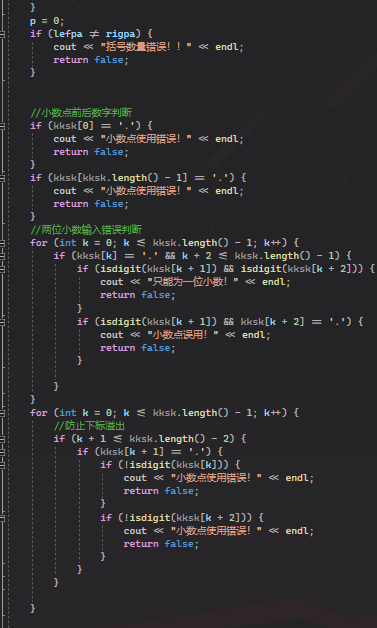 }
p = 0;
if (lefpa ≠ rigpa) {
cout << "括号数量错误！！" << endl;
return false;
}
//小数点前后数字判断
if (kksk[0] == '.') {
cout << "小数点使用错误！" << endl;
return false;
}
if (kksk[kksk.length() - 1] == '.') {
cout << "小数点使用错误！" << endl;
return false;
}
//两位小数输入错误判断
for (int k = 0; k ≤ kksk.length() - 1; k++) {
if (kksk[k] == '.' && k + 2 ≤ kksk.length() - 1) {
if (isdigit(kksk[k + 1]) && isdigit(kksk[k + 2])) {
cout << "只能为一位小数！" << endl;
return false;
}
if (isdigit(kksk[k + 1]) && kksk[k + 2] == '.') {
cout << "小数点误用！" << endl;
return false;
}
}
}
for (int k = 0; k ≤ kksk.length() - 1; k++) {
//防止下标溢出
if (k + 1 ≤ kksk.length() - 2) {
if (kksk[k + 1] == '.') {
if (!isdigit(kksk[k])) {
cout << "小数点使用错误！" << endl;
return false;
}
if (!isdigit(kksk[k + 2])) {
cout << "小数点使用错误！" << endl;
return false;
}
}
}
}